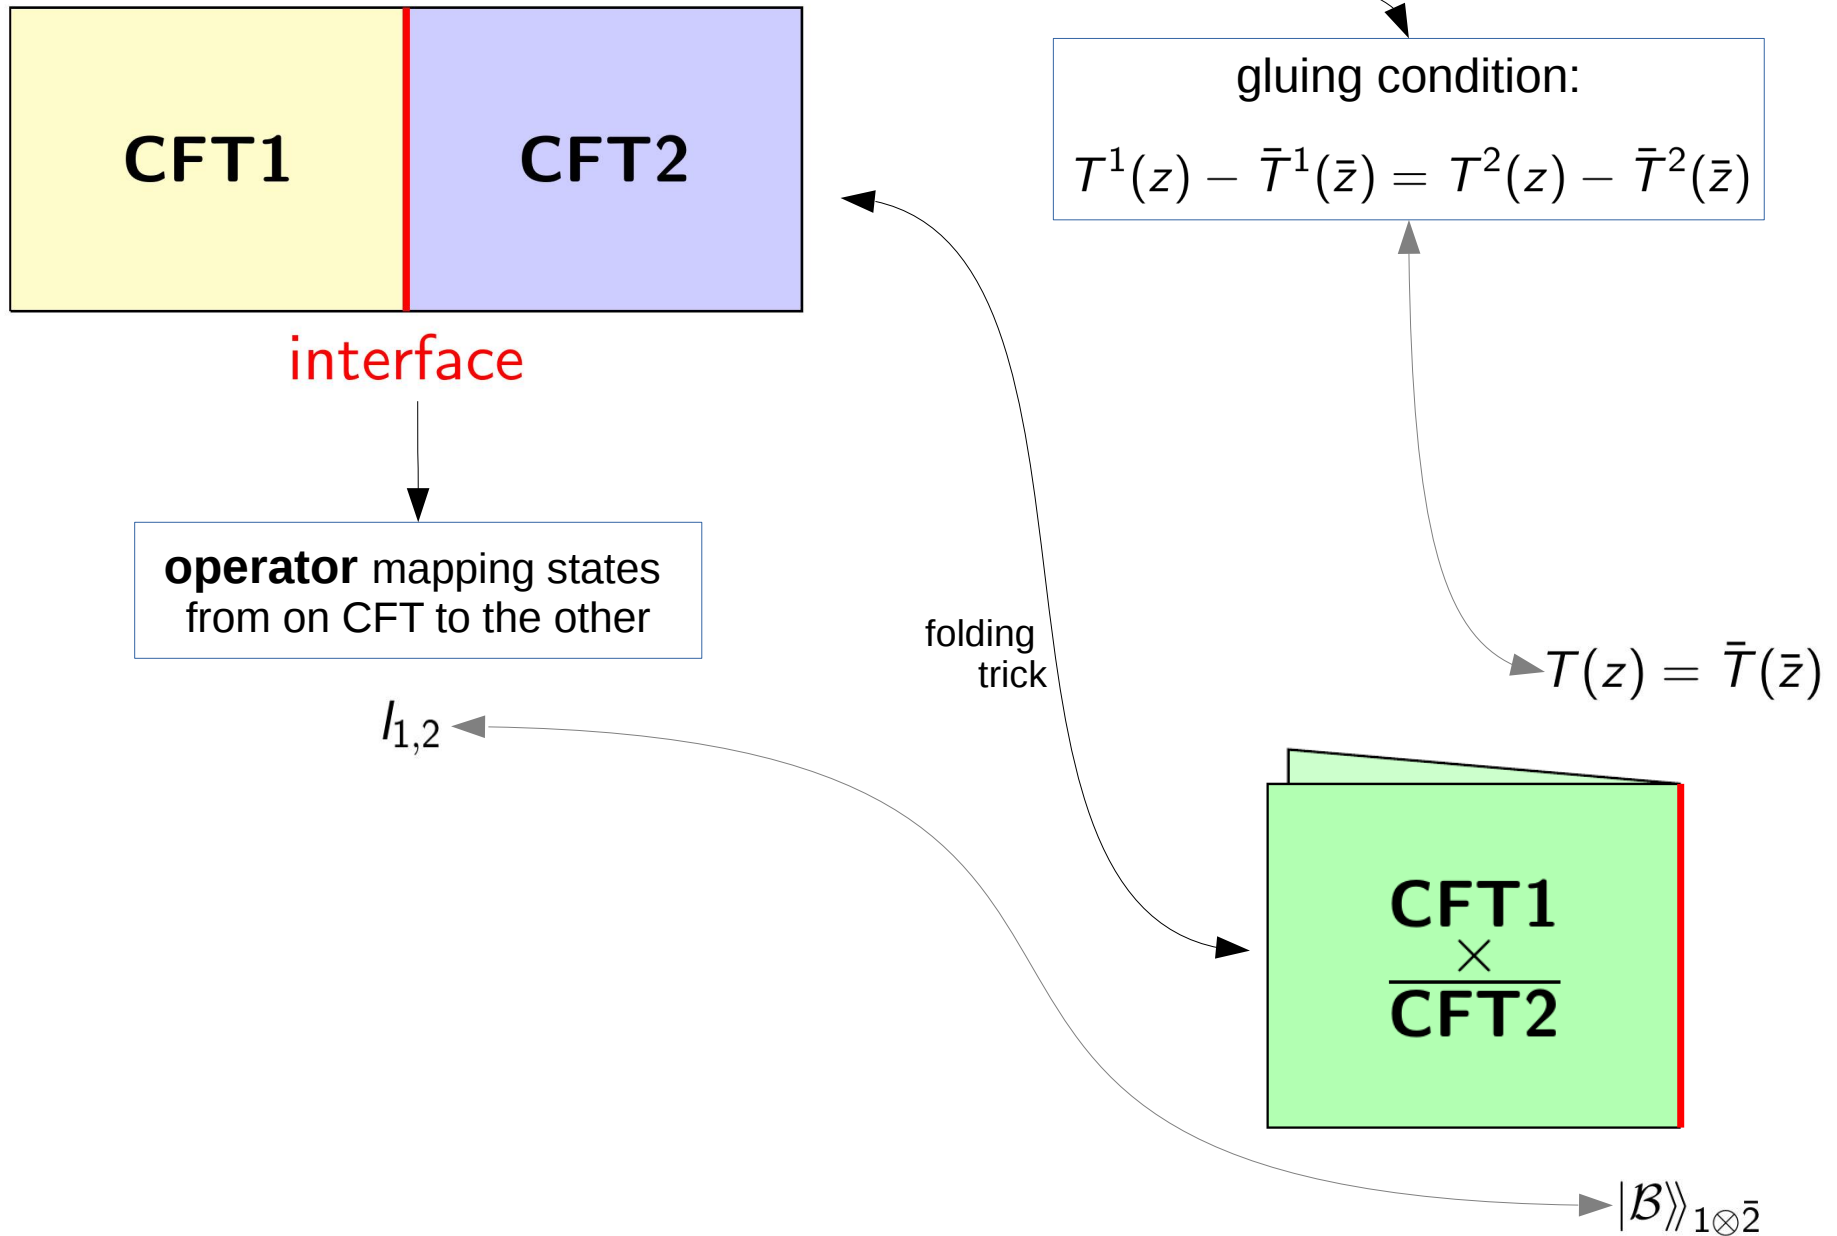 CFT1
CFT2
interface
operator mapping states
from on CFT to the other
I₁,₂
gluing condition:
T¹(z) − T̄¹(z̄) = T²(z) − T̄²(z̄)
folding
trick
T(z) = T̄(z̄)
CFT1
×
C̅F̅T̅2̅
|ℬ⟫₁⊗₂̄